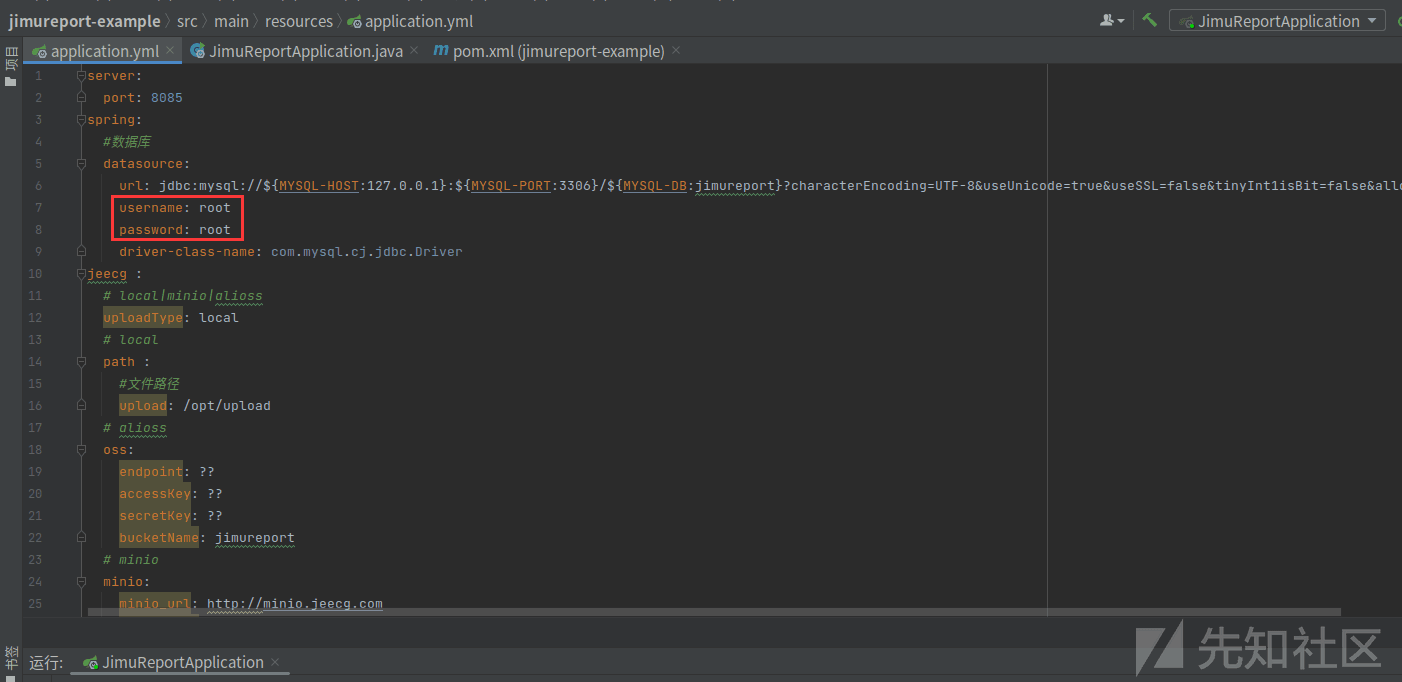 jimureport-example 〉 src 〉 main 〉 resources 〉 application.yml
JimuReportApplication
application.yml × JimuReportApplication.java × m pom.xml (jimureport-example) ×
项目
1 server:
2 port: 8085
3 spring:
4 #数据库
5 datasource:
6 url: jdbc:mysql://${MYSQL-HOST:127.0.0.1}:${MYSQL-PORT:3306}/${MYSQL-DB:jimureport}?characterEncoding=UTF-8&useUnicode=true&useSSL=false&tinyInt1isBit=false&allo
7 username: root
8 password: root
9 driver-class-name: com.mysql.cj.jdbc.Driver
10 jeecg :
11 # local|minio|alioss
12 uploadType: local
13 # local
14 path :
15 #文件路径
16 upload: /opt/upload
17 # alioss
18 oss:
19 endpoint: ??
20 accessKey: ??
21 secretKey: ??
22 bucketName: jimureport
23 # minio
24 minio:
25 minio_url: http://minio.jeecg.com
书签
运行: JimuReportApplication ×
先知社区